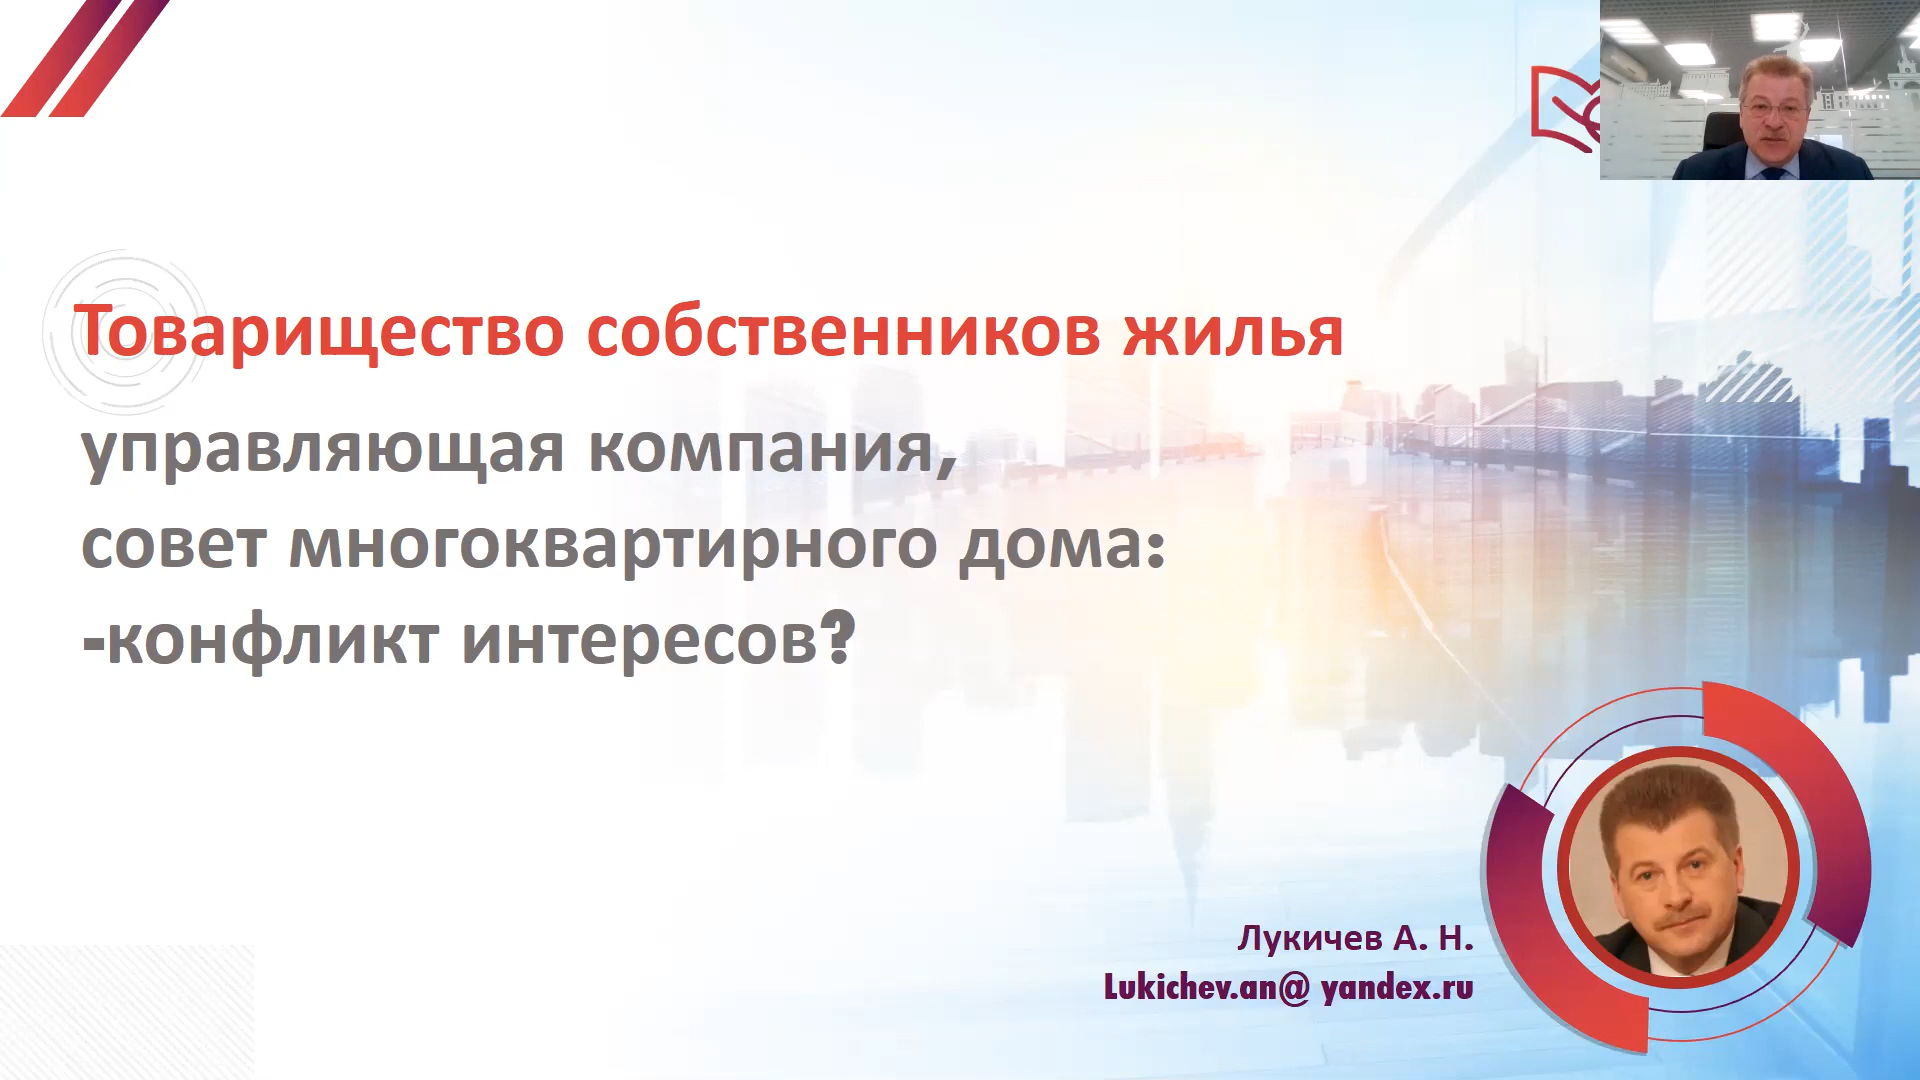 Товарищество собственников жилья
управляющая компания,
совет многоквартирного дома:
-конфликт интересов?
Лукичев А. Н.
Lukichev.an@ yandex.ru